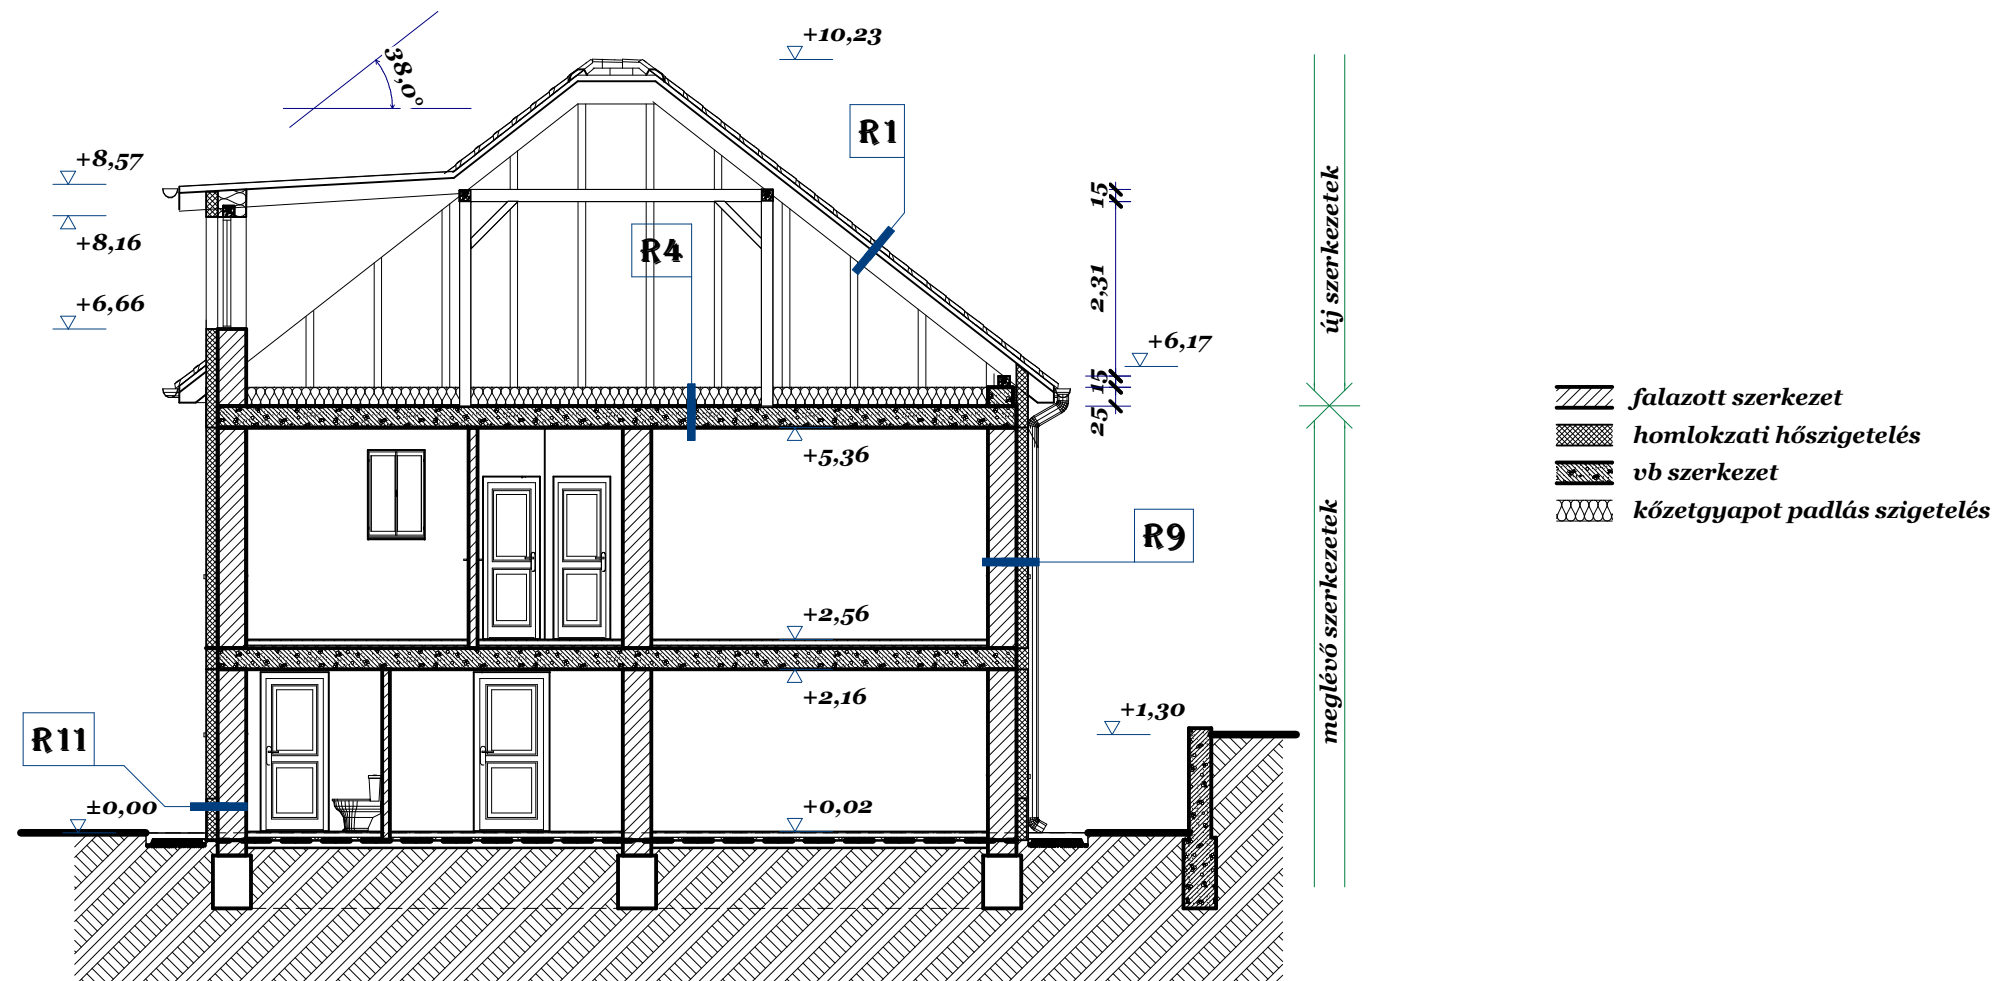 +10,23
38,0°
R1
+8,57
+8,16
+6,66
R4
15
2,31
15
25
+6,17
új szerkezetek
meglévő szerkezetek
falazott szerkezet
homlokzati hőszigetelés
vb szerkezet
kőzetgyapot padlás szigetelés
+5,36
R9
+2,56
+2,16
+1,30
R11
±0,00
+0,02